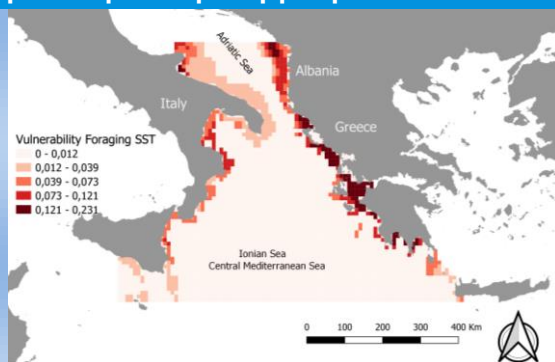 Adriatic Sea
Albania
Italy
Greece
Vulnerability Foraging SST
0 - 0,012
0,012 - 0,039
0,039 - 0,073
0,073 - 0,121
0,121 - 0,231
Ionian Sea
Central Mediterranean Sea
0 100 200 300 400 Km